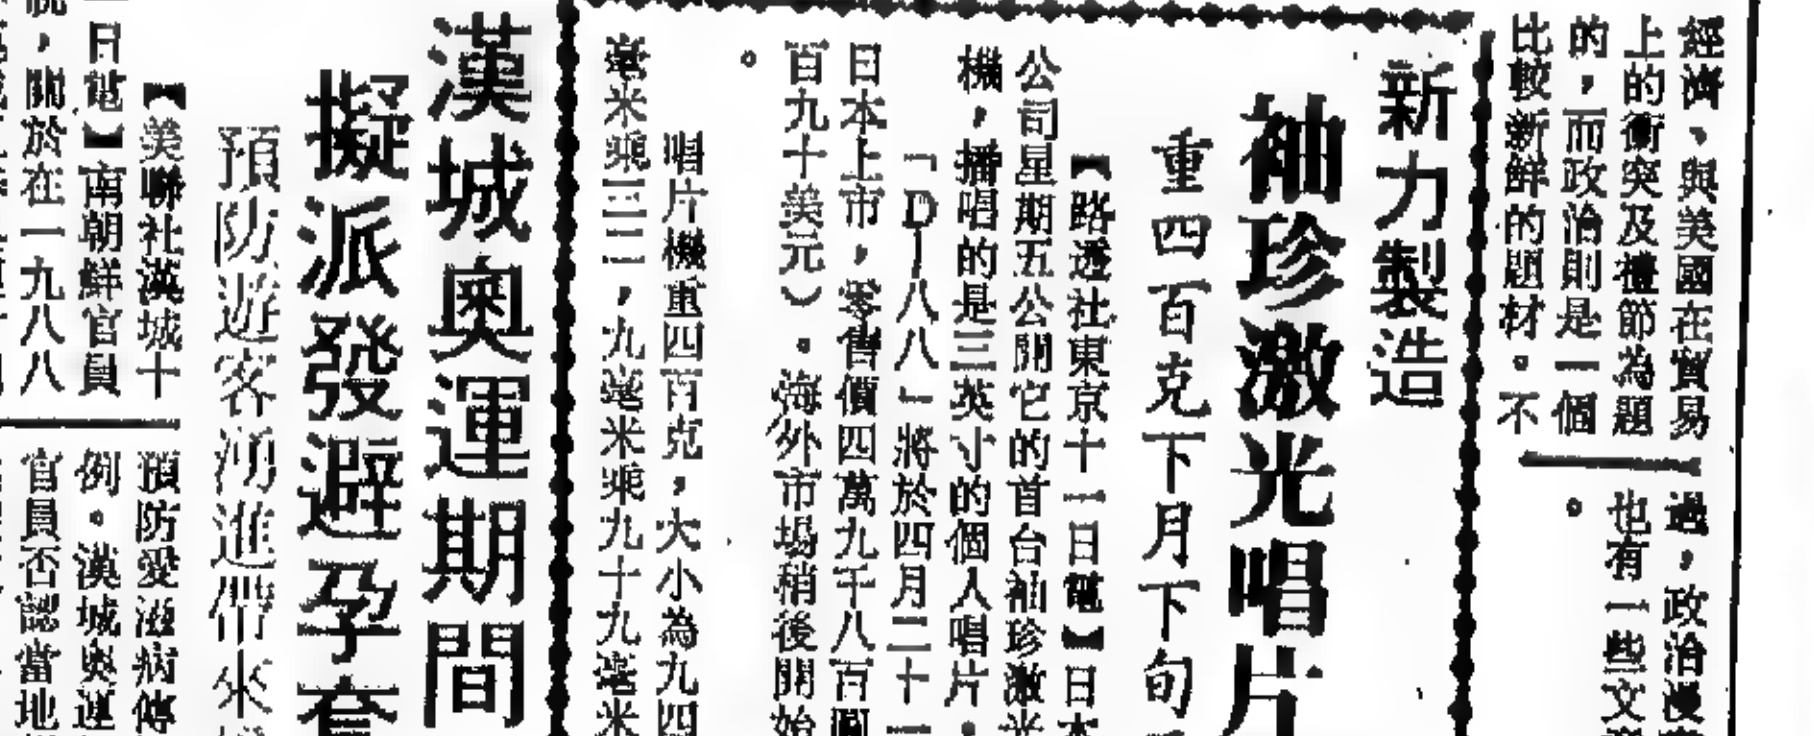 經濟、與美國在貿易
上的衝突及禮節為題
的，而政治則是一個
比較新鮮的題材。不
過，政治漫
也有一些文
。
新力製造
袖珍激光唱片
重四百克下月下旬
【路透社東京十一日電】日本
公司星期五公開它的首台袖珍激光
機，播唱的是三英寸的個人唱片。
「D—八八」將於四月二十一
日本上市，零售價四萬九千八百圓
百九十美元）。海外市場稍後開始
。
唱片機重四百克，大小為九四
毫米乘三三，九毫米乘九十九毫米
漢城奧運期間
擬派發避孕套
預防遊客湧進帶來
【美聯社漢城十
一日電】南朝鮮官員
，關於在一九八八
預防愛滋病傳
例。漢城奧運
官員否認當地